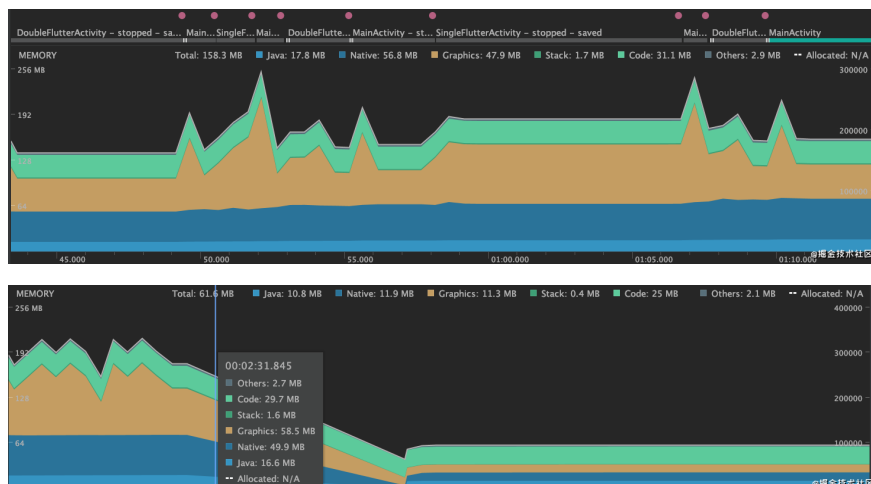 DoubleFlutterActivity - stopped - sa... Main... SingleF... Mai... DoubleFlutte... MainActivity - st... SingleFlutterActivity - stopped - saved Mai... DoubleFlut... MainActivity
MEMORY Total: 158.3 MB Java: 17.8 MB Native: 56.8 MB Graphics: 47.9 MB Stack: 1.7 MB Code: 31.1 MB Others: 2.9 MB Allocated: N/A
256 MB 300000
192 200000
128
64 100000
45.000 50.000 55.000 01:00.000 01:05.000 01:10.000
@掘金技术社区
MEMORY Total: 61.6 MB Java: 10.8 MB Native: 11.9 MB Graphics: 11.3 MB Stack: 0.4 MB Code: 25 MB Others: 2.1 MB Allocated: N/A
256 MB 400000
192 300000
128 200000
64 100000
00:02:31.845
Others: 2.7 MB
Code: 29.7 MB
Stack: 1.6 MB
Graphics: 58.5 MB
Native: 49.9 MB
Java: 16.6 MB
Allocated: N/A
@掘金技术社区